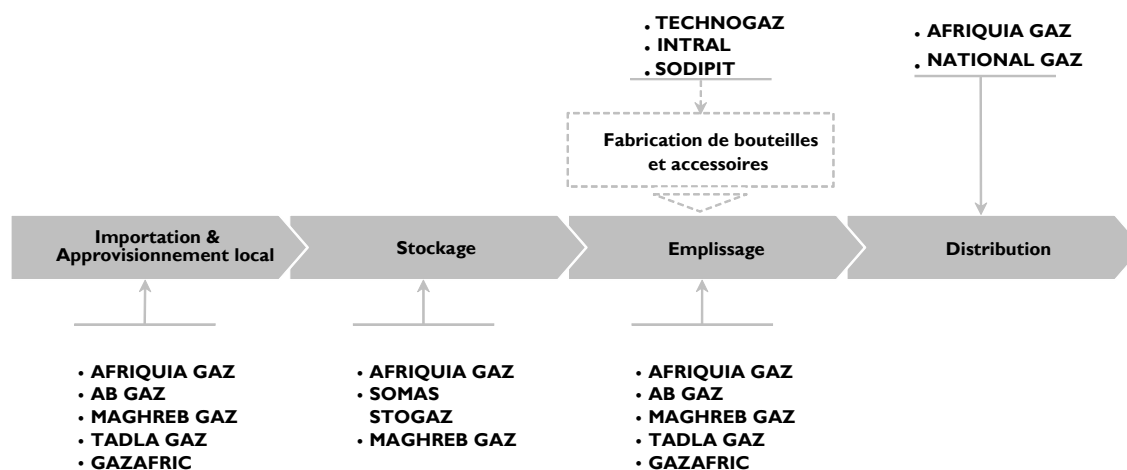 • TECHNOGAZ
• INTRAL
• SODIPIT
• AFRIQUIA GAZ
• NATIONAL GAZ
Fabrication de bouteilles
et accessoires
Importation &
Approvisionnement local
Stockage
Emplissage
Distribution
• AFRIQUIA GAZ
• AB GAZ
• MAGHREB GAZ
• TADLA GAZ
• GAZAFRIC
• AFRIQUIA GAZ
• SOMAS
STOGAZ
• MAGHREB GAZ
• AFRIQUIA GAZ
• AB GAZ
• MAGHREB GAZ
• TADLA GAZ
• GAZAFRIC